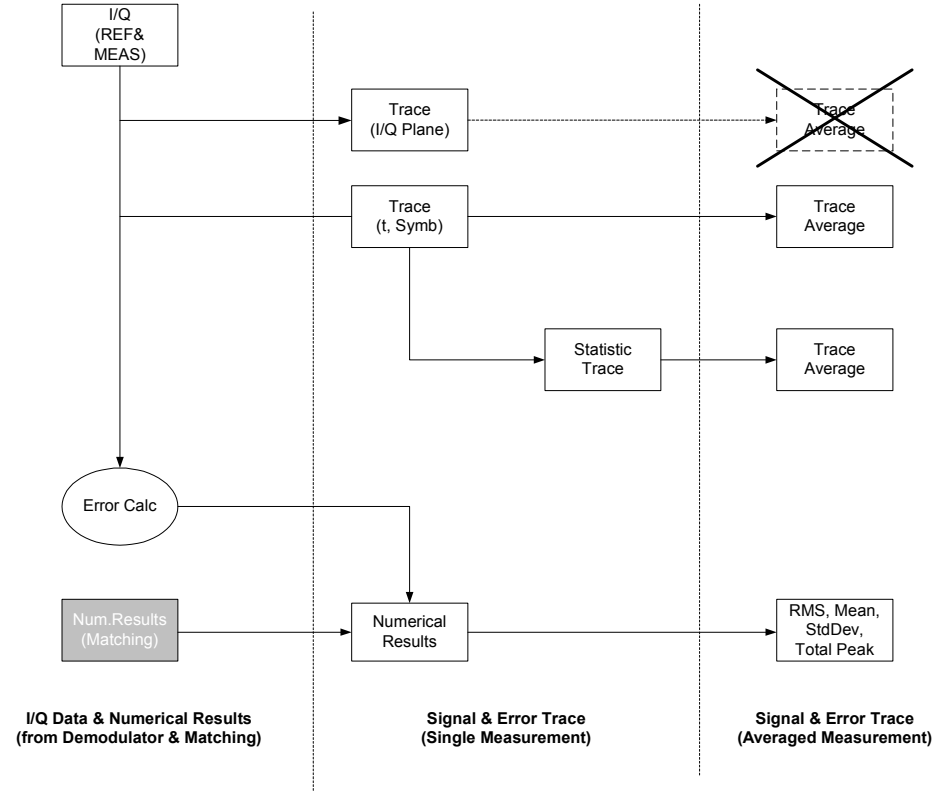 I/Q
(REF&
MEAS)
Trace
(I/Q Plane)
Trace
Average
Trace
(t, Symb)
Trace
Average
Statistic
Trace
Trace
Average
Error Calc
Num.Results
(Matching)
Numerical
Results
RMS, Mean,
StdDev,
Total Peak
I/Q Data & Numerical Results
(from Demodulator & Matching)
Signal & Error Trace
(Single Measurement)
Signal & Error Trace
(Averaged Measurement)